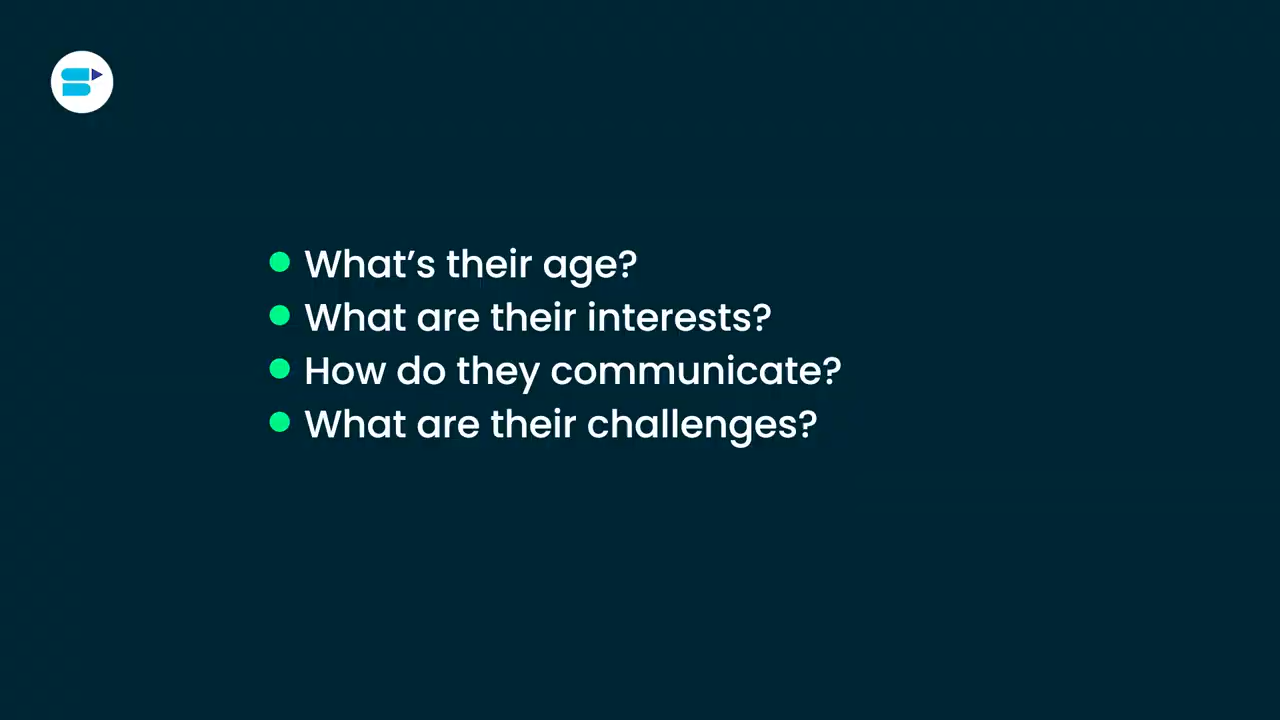 What’s their age?
What are their interests?
How do they communicate?
What are their challenges?